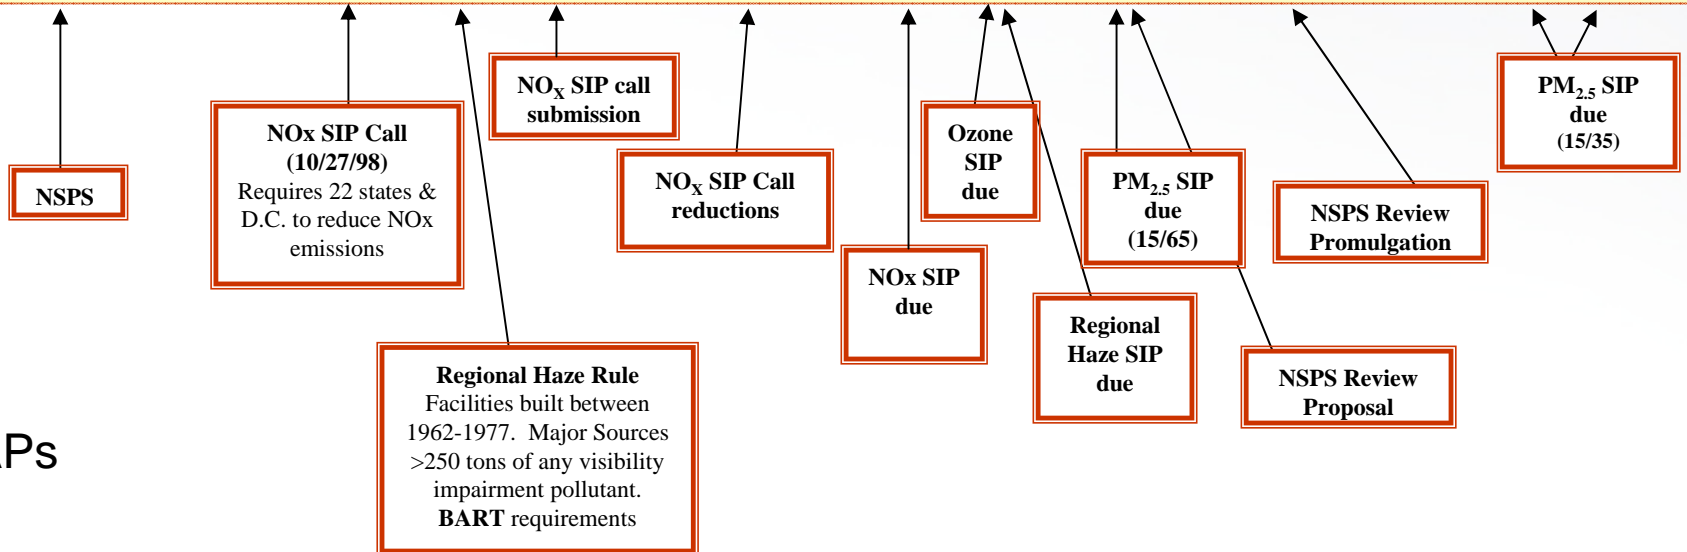 NSPS
NOx SIP Call
(10/27/98)
Requires 22 states &
D.C. to reduce NOx
emissions
Regional Haze Rule
Facilities built between
1962-1977. Major Sources
>250 tons of any visibility
impairment pollutant.
BART requirements
NOX SIP call
submission
NOX SIP Call
reductions
NOx SIP
due
Ozone
SIP
due
Regional
Haze SIP
due
PM2.5 SIP
due
(15/65)
NSPS Review
Proposal
NSPS Review
Promulgation
PM2.5 SIP
due
(15/35)
Ps